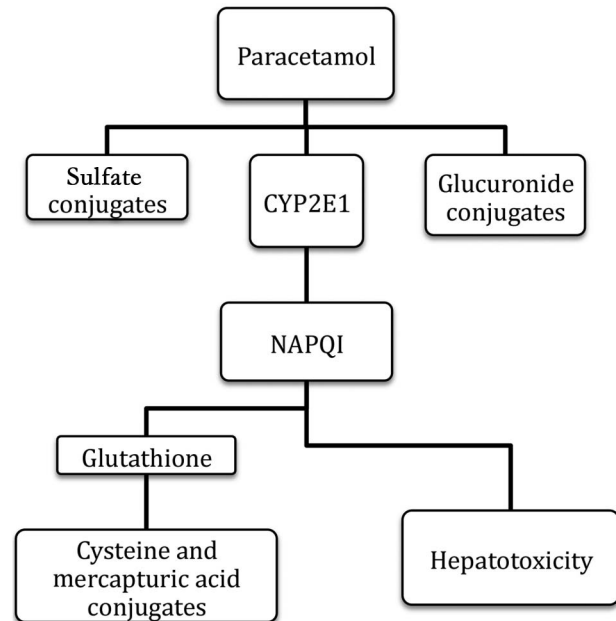 Paracetamol
Sulfate
conjugates
CYP2E1
Glucuronide
conjugates
NAPQI
Glutathione
Cysteine and
mercapturic acid
conjugates
Hepatotoxicity